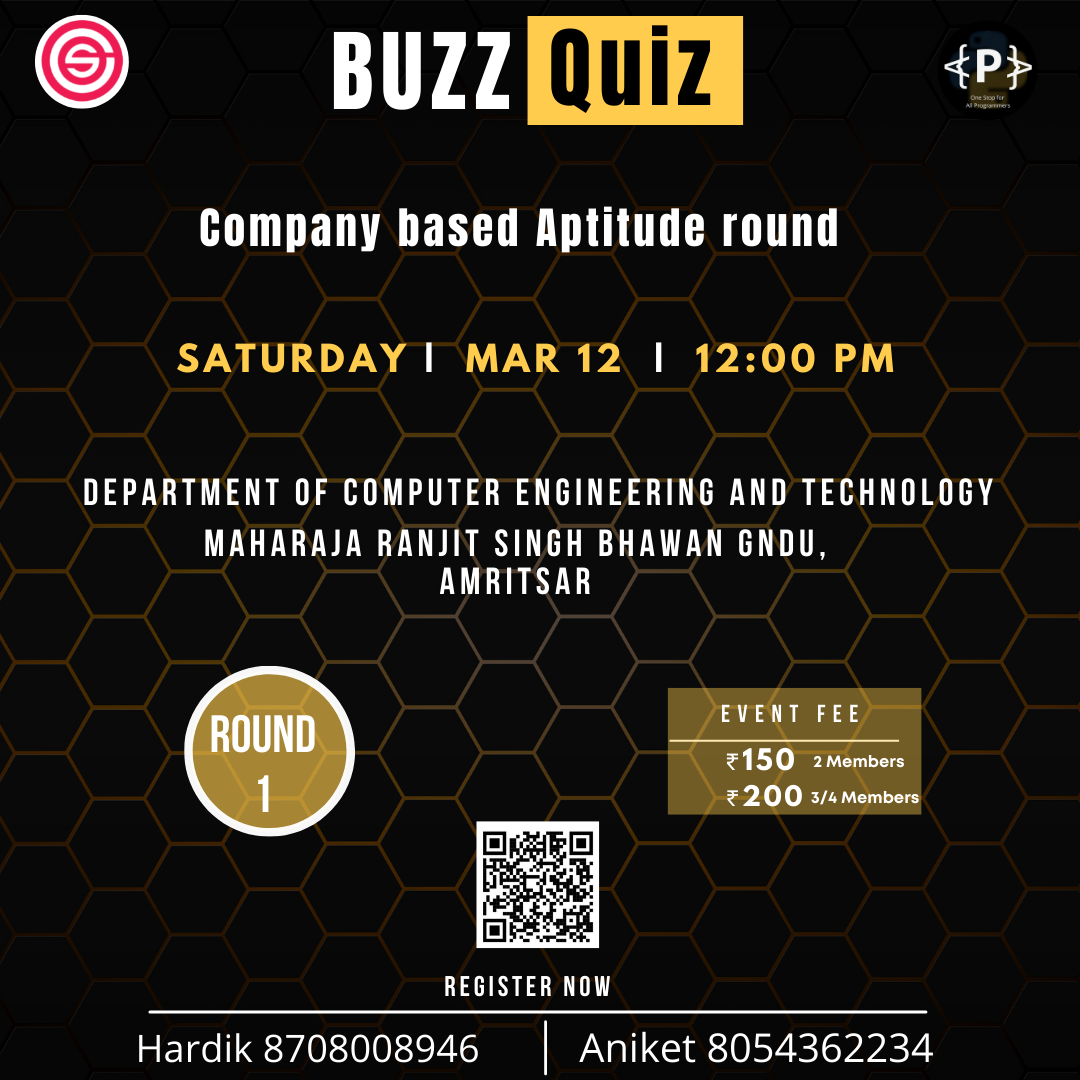 BUZZ Quiz
{P}
One Stop for
All Programmers
Company based Aptitude round
SATURDAY | MAR 12 | 12:00 PM
DEPARTMENT OF COMPUTER ENGINEERING AND TECHNOLOGY
MAHARAJA RANJIT SINGH BHAWAN GNDU,
AMRITSAR
ROUND
1
EVENT FEE
₹150 2 Members
₹200 3/4 Members
REGISTER NOW
Hardik 8708008946 | Aniket 8054362234